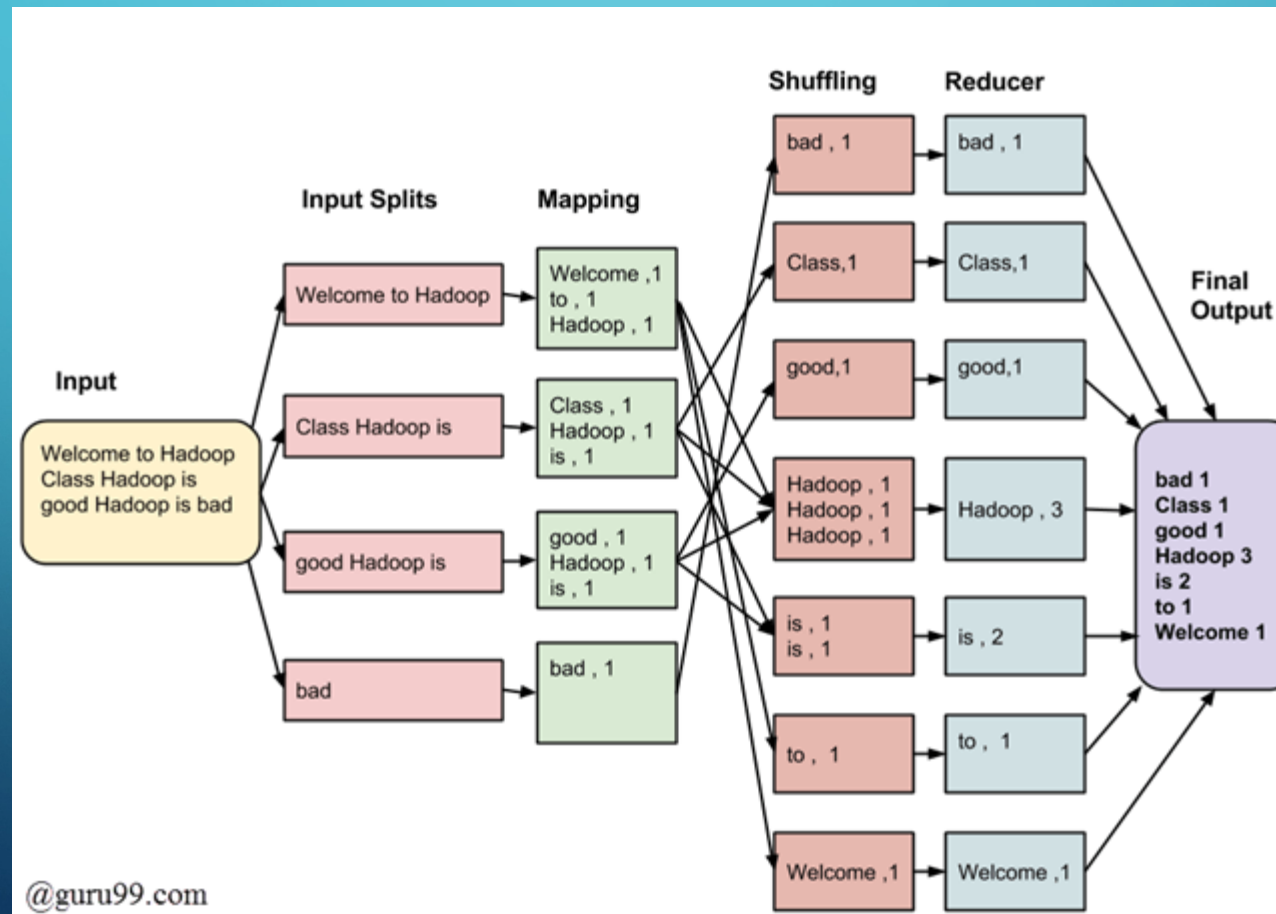 Shuffling
Reducer
Input Splits
Mapping
Input
Final
Output
Welcome to Hadoop
Class Hadoop is
good Hadoop is bad
Welcome to Hadoop
Class Hadoop is
good Hadoop is
bad
Welcome ,1
to , 1
Hadoop , 1
Class , 1
Hadoop , 1
is , 1
good , 1
Hadoop , 1
is , 1
bad , 1
bad , 1
Class,1
good,1
Hadoop , 1
Hadoop , 1
Hadoop , 1
is , 1
is , 1
to , 1
Welcome ,1
bad , 1
Class,1
good,1
Hadoop , 3
is , 2
to , 1
Welcome ,1
bad 1
Class 1
good 1
Hadoop 3
is 2
to 1
Welcome 1
@guru99.com